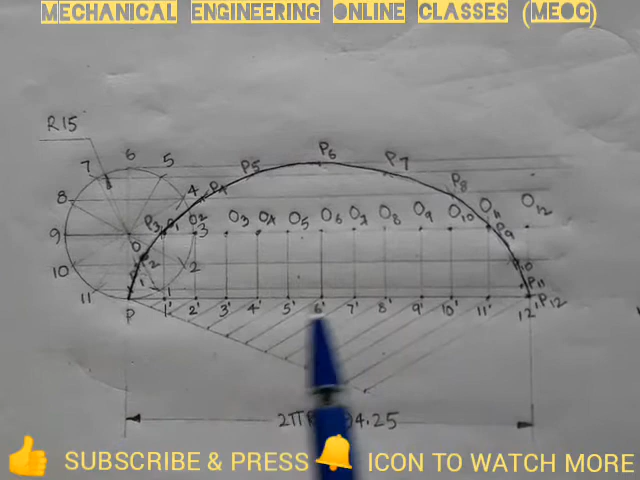 MECHANICAL ENGINEERING ONLINE CLASSES (MEOC)
R15
6
7 5
8 4
9 3
10 2
11 1
O
P P2 P3 P4 P5 P6 P7 P8 P9 P11 P12
O1 O2 O3 O4 O5 O6 O7 O8 O9 O10 O11 O12
1' 2' 3' 4' 5' 6' 7' 8' 9' 10' 11' 12'
4.25
SUBSCRIBE & PRESS ICON TO WATCH MORE